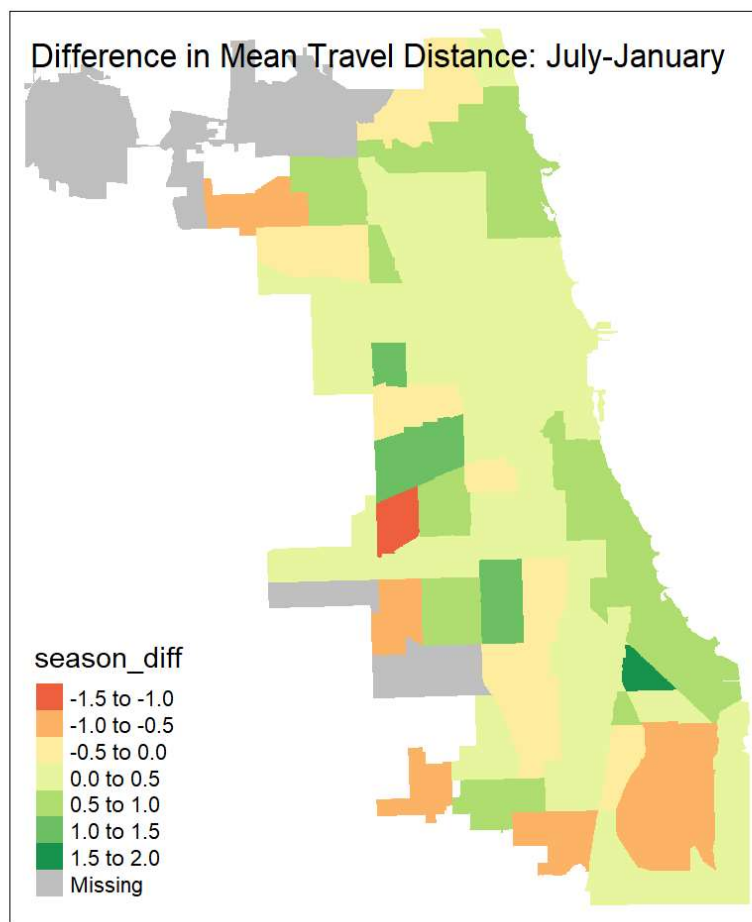 Difference in Mean Travel Distance: July-January
season_diff
-1.5 to -1.0
-1.0 to -0.5
-0.5 to 0.0
0.0 to 0.5
0.5 to 1.0
1.0 to 1.5
1.5 to 2.0
Missing